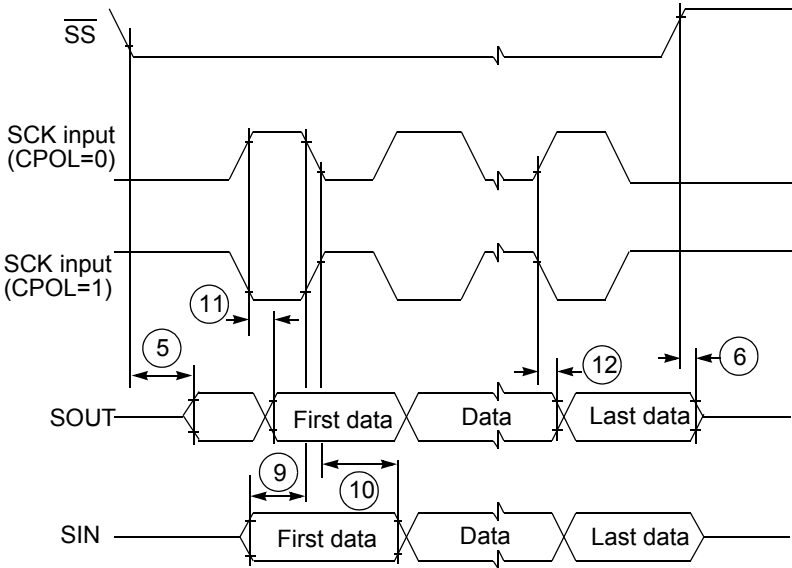 SS
SCK input
(CPOL=0)
SCK input
(CPOL=1)
11
5
12
6
SOUT
First data
Data
Last data
9
10
SIN
First data
Data
Last data